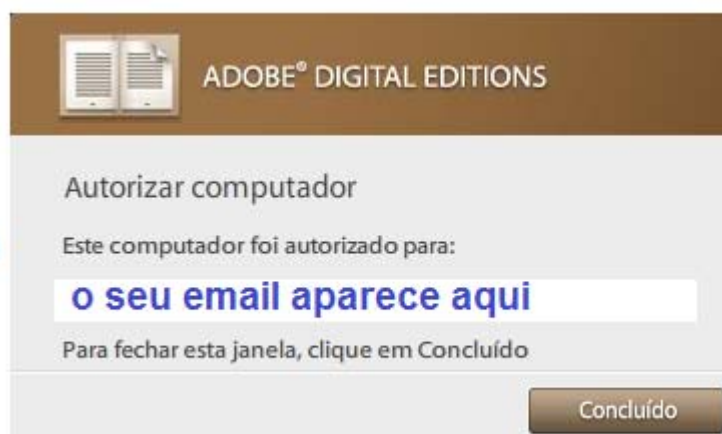 ADOBE® DIGITAL EDITIONS
Autorizar computador
Este computador foi autorizado para:
o seu email aparece aqui
Para fechar esta janela, clique em Concluído
Concluído